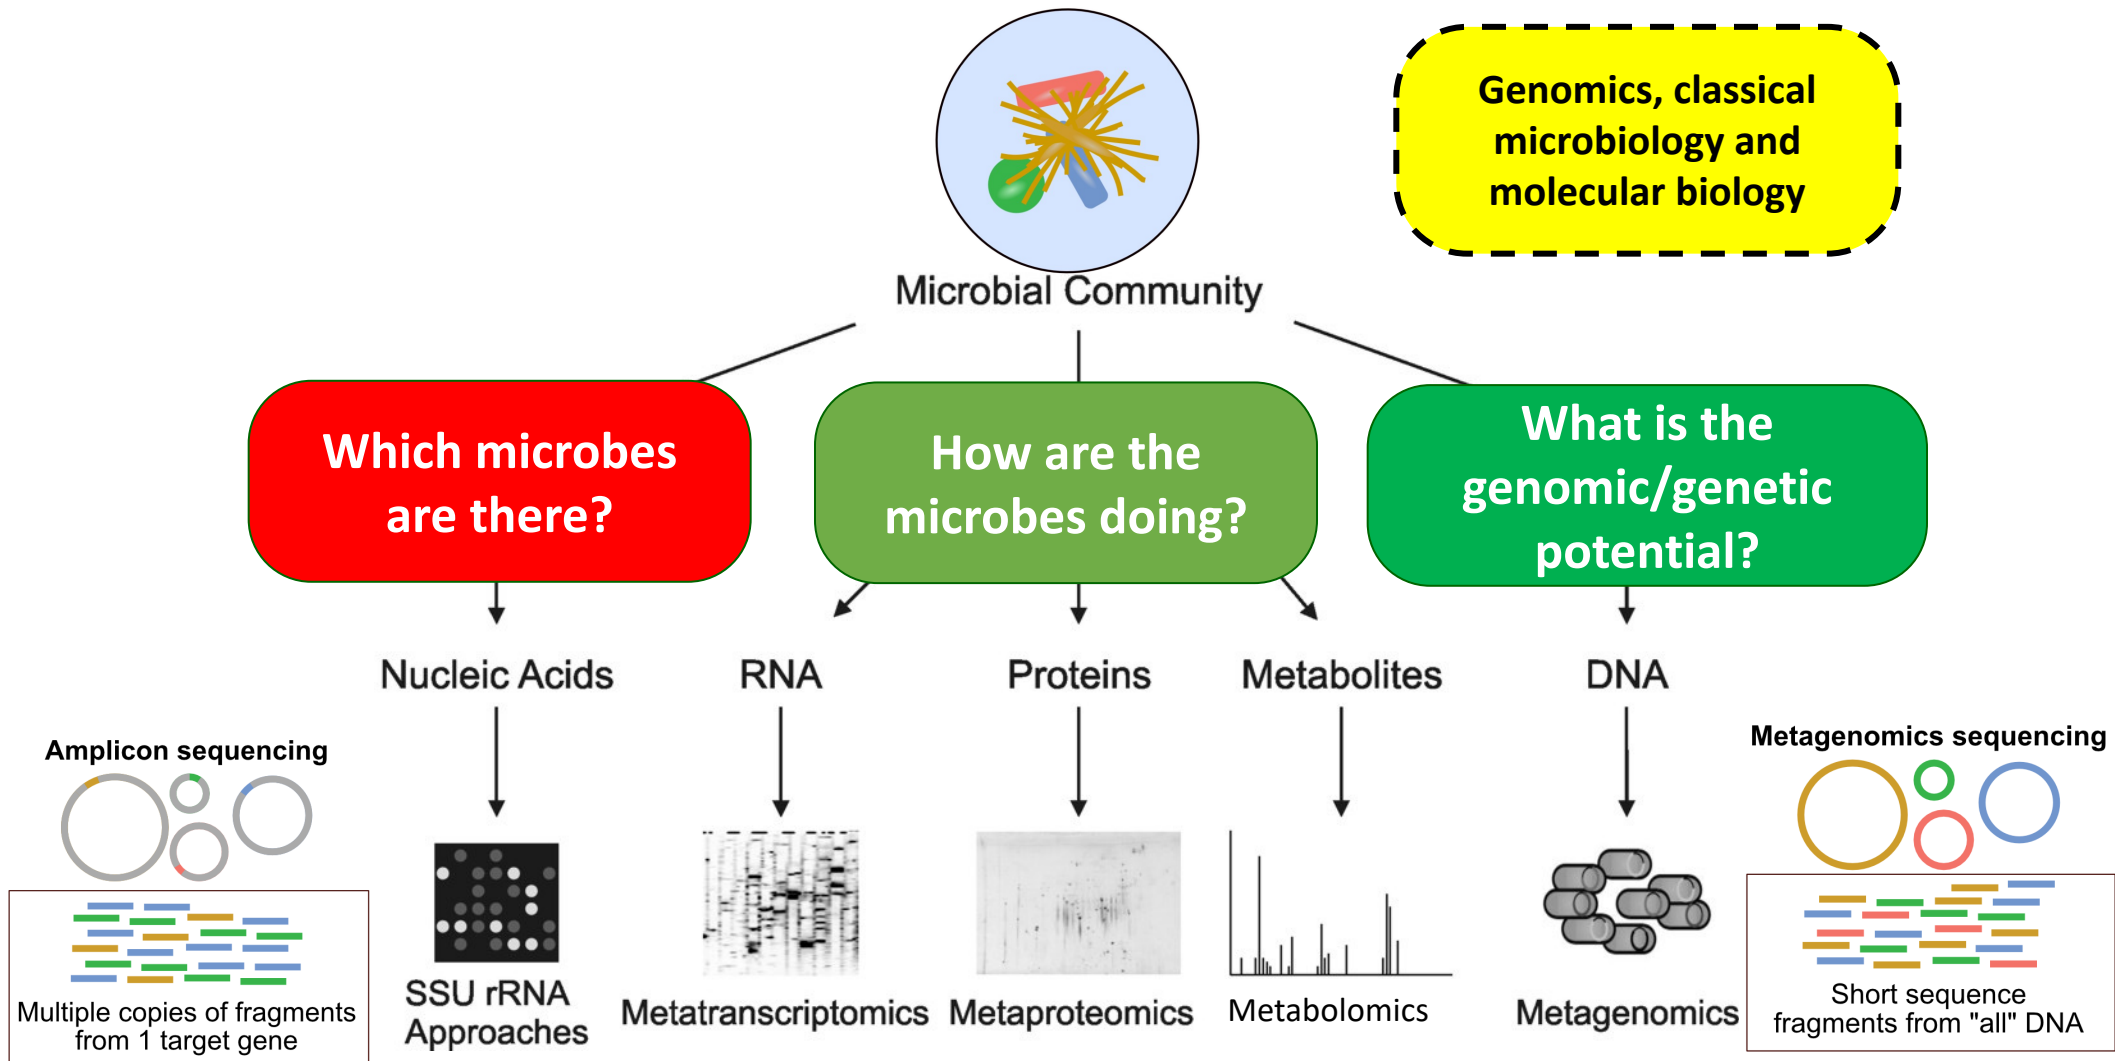 Genomics, classical
microbiology and
molecular biology
Microbial Community
Which microbes
are there?
How are the
microbes doing?
What is the
genomic/genetic
potential?
Nucleic Acids
RNA
Proteins
Metabolites
DNA
Amplicon sequencing
Metagenomics sequencing
SSU rRNA
Approaches
Metatranscriptomics
Metaproteomics
Metabolomics
Metagenomics
Multiple copies of fragments
from 1 target gene
Short sequence
fragments from "all" DNA